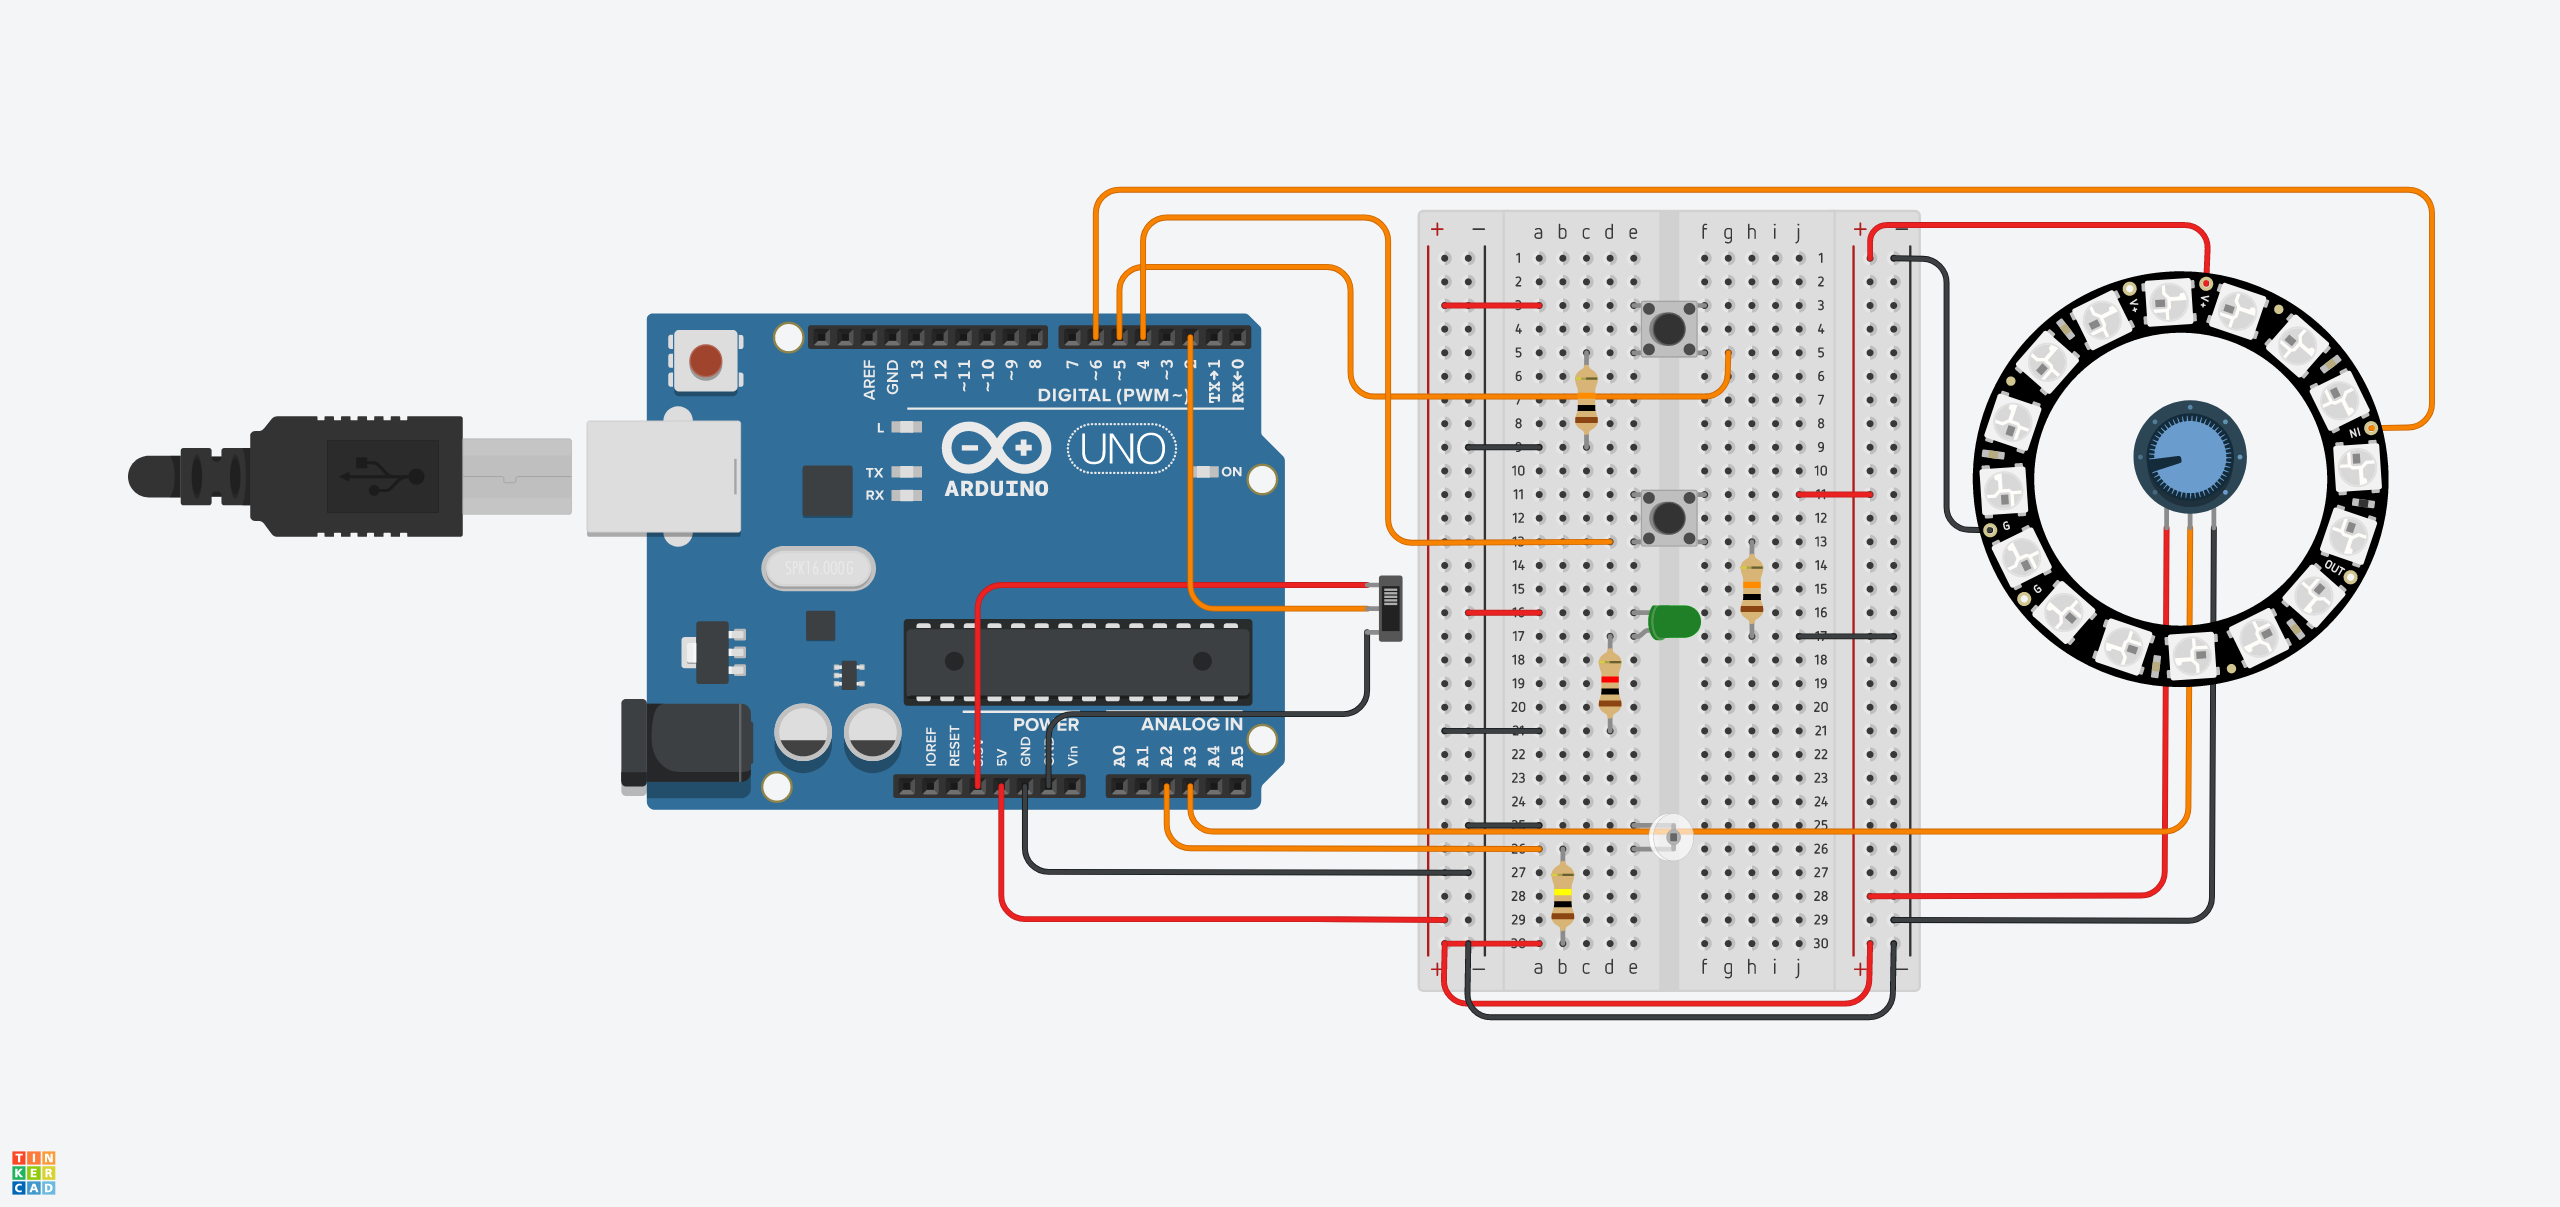 AREF
GND
13
12
~11
~10
~9
8
7
~6
~5
4
~3
2
TX→1
RX←0
DIGITAL (PWM~)
L
TX
RX
ARDUINO
UNO
ON
SPK16.000G
POWER
ANALOG IN
IOREF
RESET
5V
GND
GND
Vin
A0
A1
A2
A3
A4
A5
+ − a b c d e f g h i j + −
1 1
2 2
3 3
4 4
5 5
6 6
7 7
8 8
9 9
10 10
11 11
12 12
13 13
14 14
15 15
16 16
17 17
18 18
19 19
20 20
21 21
22 22
23 23
24 24
25 25
26 26
27 27
28 28
29 29
30 30
+ − a b c d e f g h i j + −
V+
V+
IN
G
G
OUT
TIN
KER
CAD